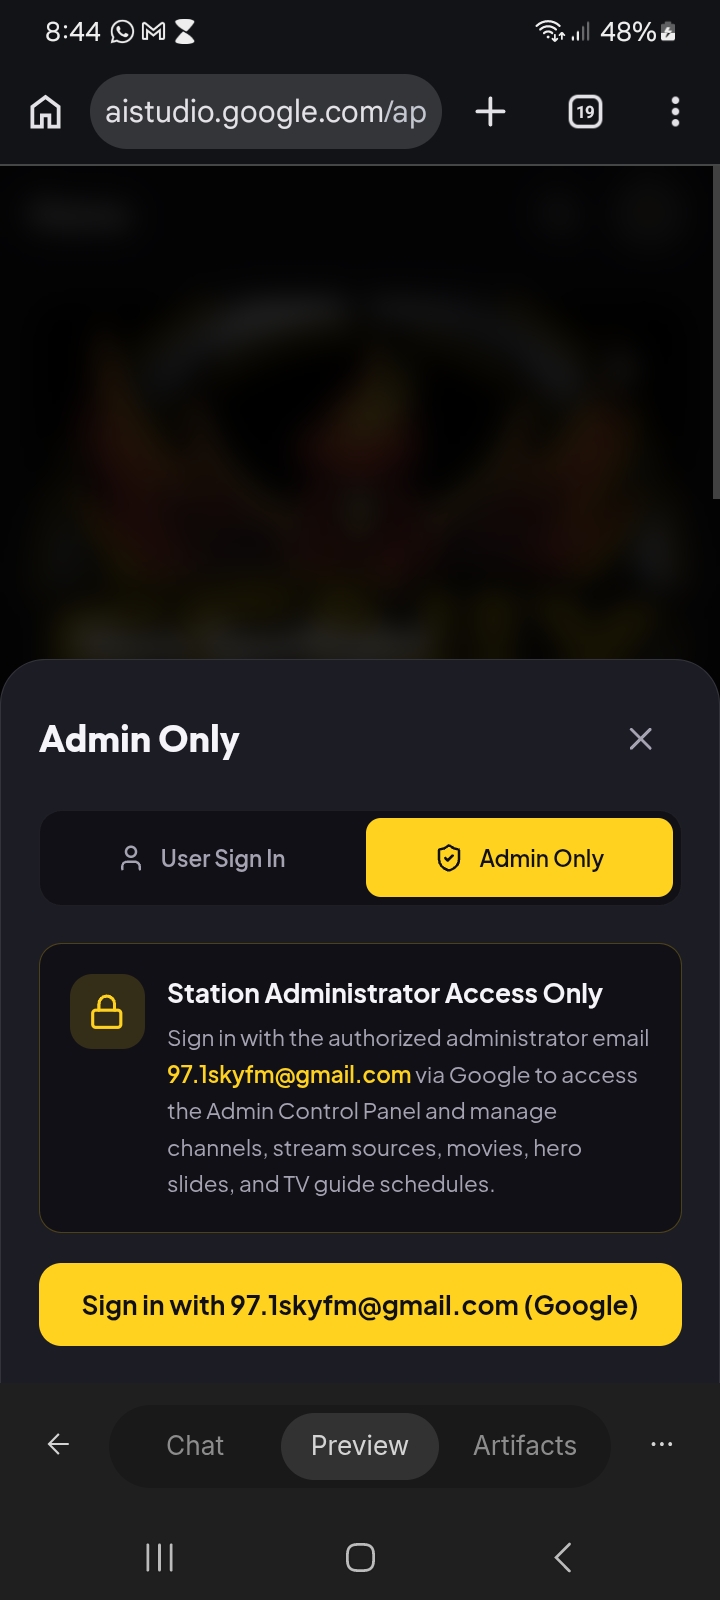 8:44
48%
aistudio.google.com/ap
19
Admin Only
User Sign In
Admin Only
Station Administrator Access Only
Sign in with the authorized administrator email
97.1skyfm@gmail.com via Google to access
the Admin Control Panel and manage
channels, stream sources, movies, hero
slides, and TV guide schedules.
Sign in with 97.1skyfm@gmail.com (Google)
Chat
Preview
Artifacts